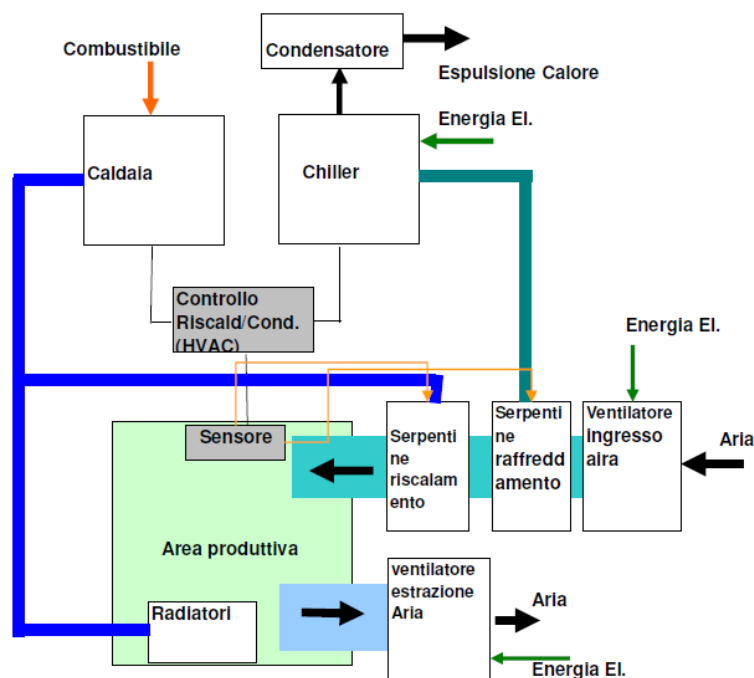 Combustibile
Condensatore
Espulsione Calore
Energia El.
Caldaia
Chiller
Controllo
Riscald/Cond.
(HVAC)
Energia El.
Sensore
Serpenti
ne
riscalam
ento
Serpenti
ne
raffredd
amento
Ventilatore
ingresso
aira
Aria
Area produttiva
Radiatori
ventilatore
estrazione
Aria
Aria
Energia El.